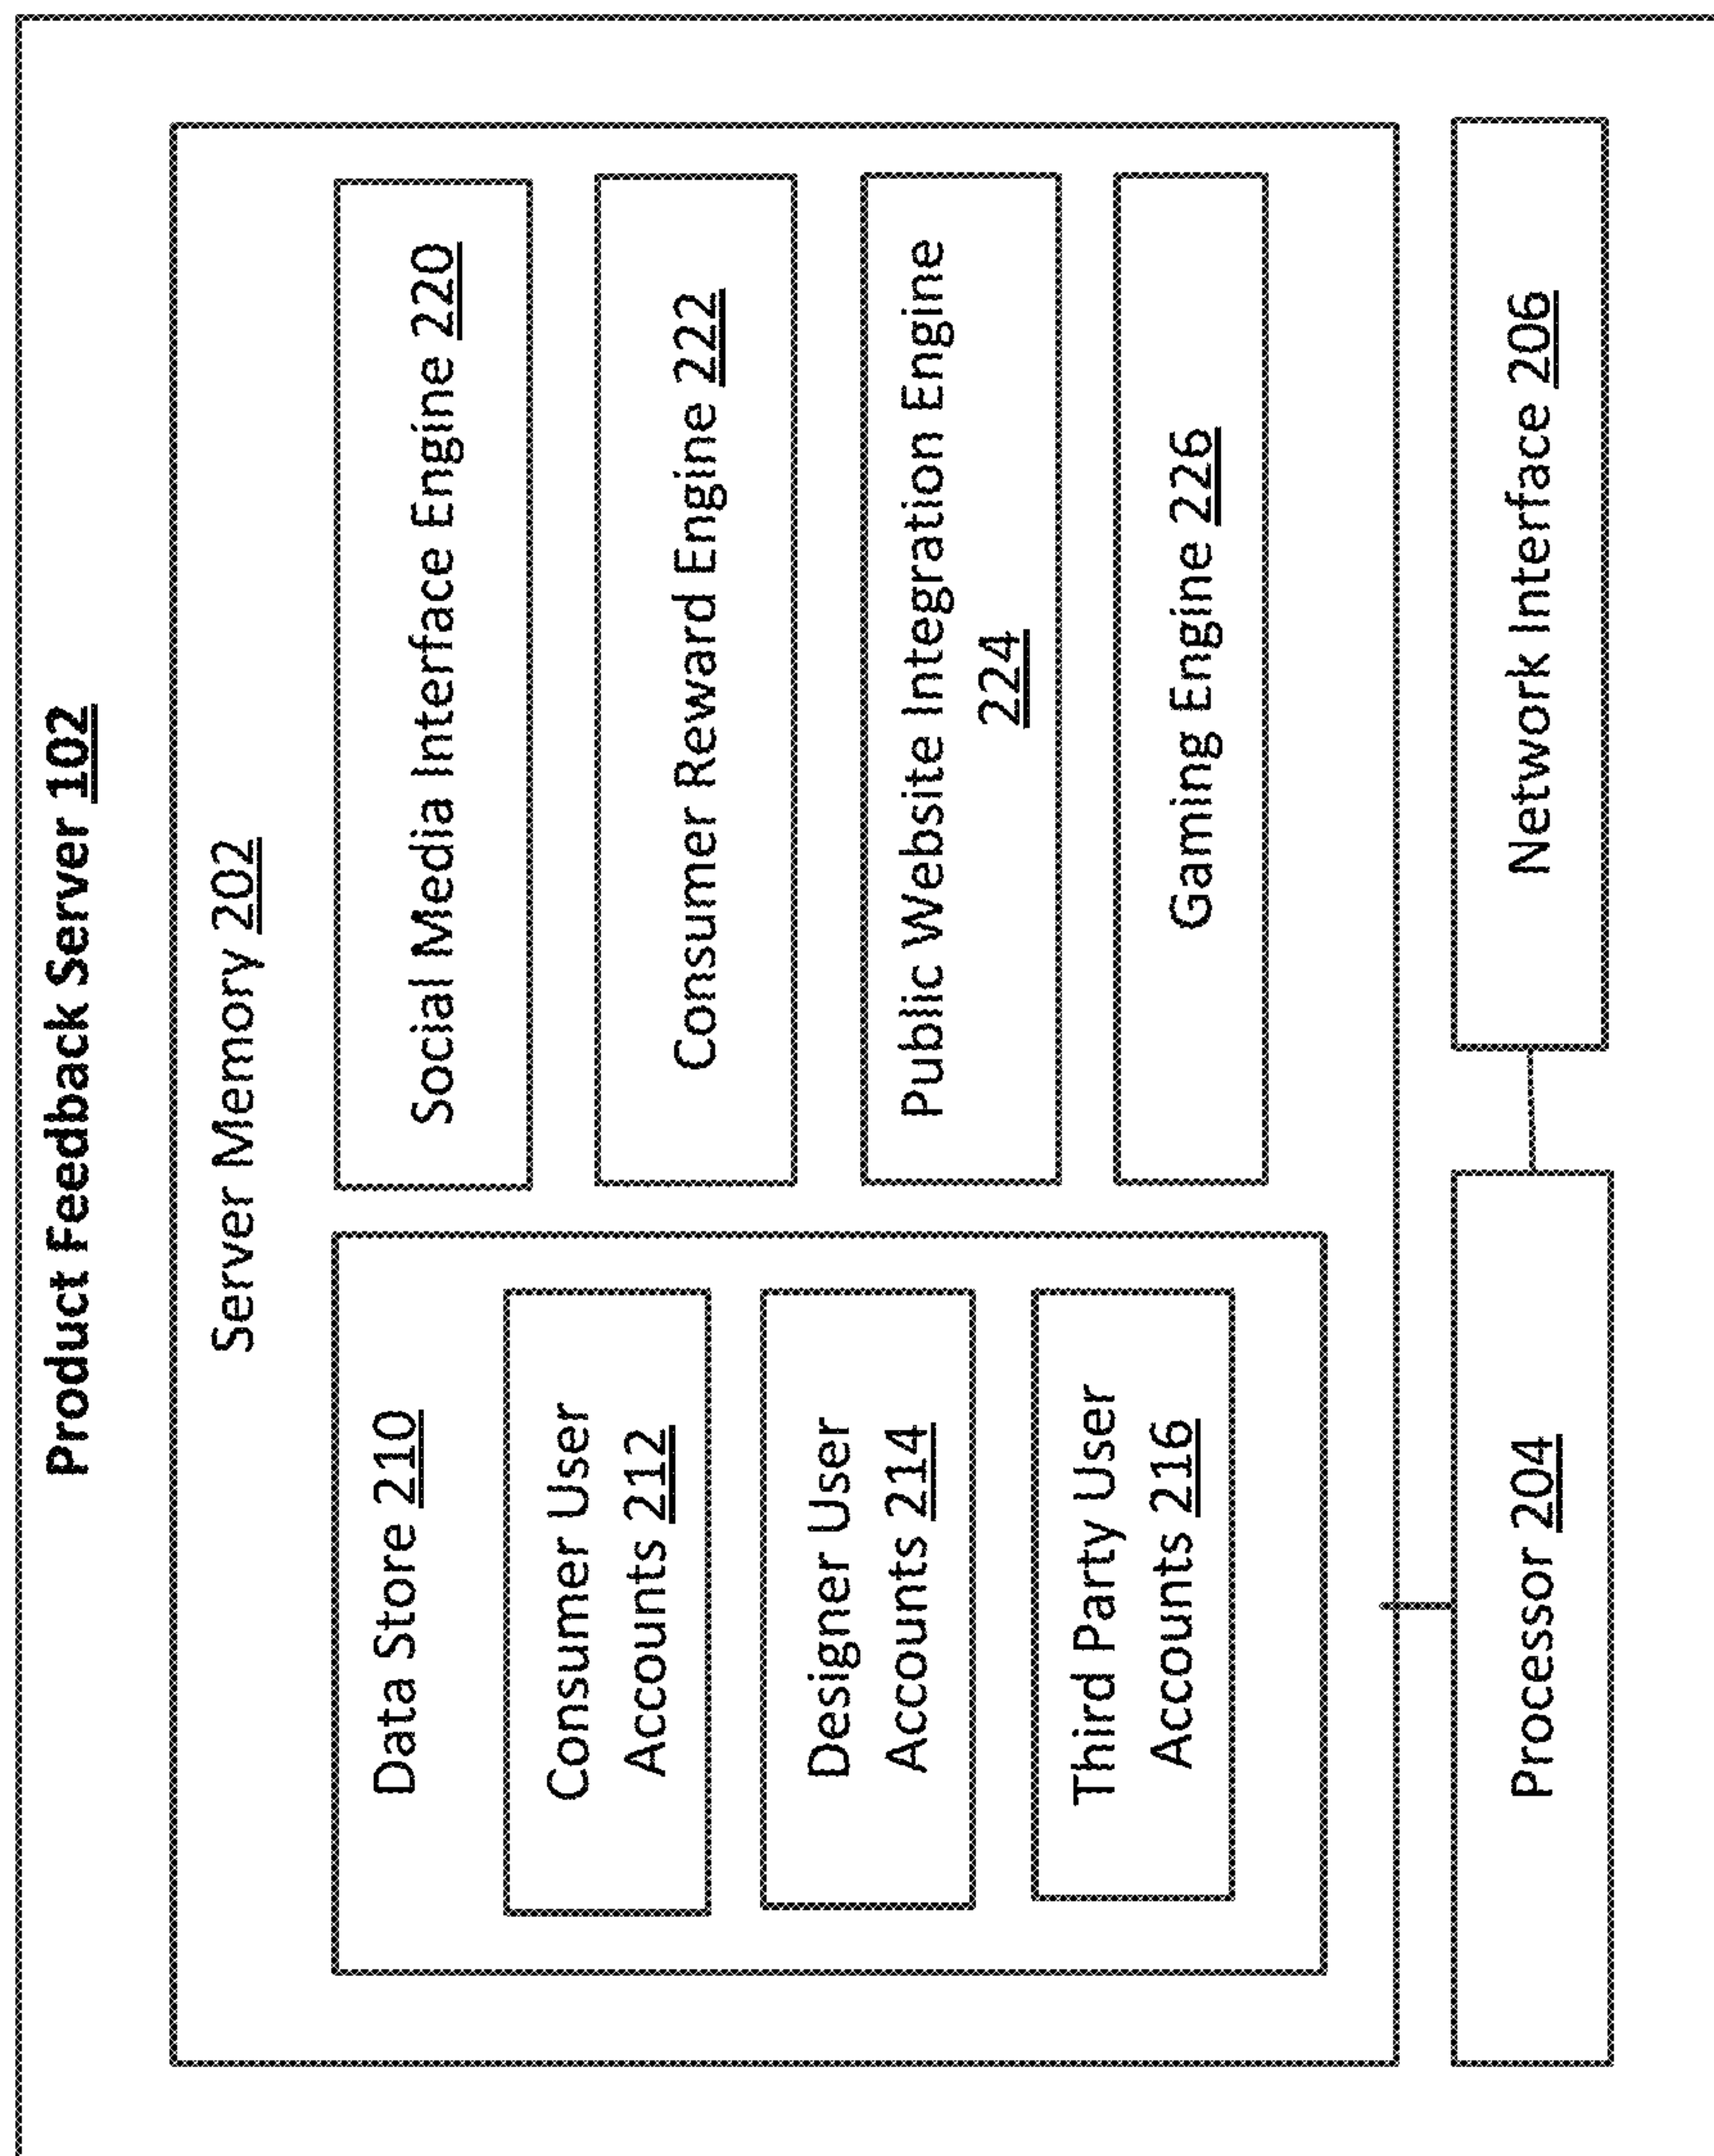 Product Feedback Server 102
Server Memory 202
Data Store 210
Consumer User
Accounts 212
Designer User
Accounts 214
Third Party User
Accounts 216
Social Media Interface Engine 220
Consumer Reward Engine 222
Public Website Integration Engine
224
Gaming Engine 226
Processor 204
Network Interface 206